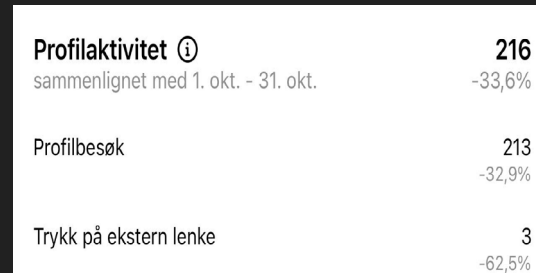 Profilaktivitet 216
sammenlignet med 1. okt. - 31. okt. -33,6%
Profilbesøk 213
-32,9%
Trykk på ekstern lenke 3
-62,5%